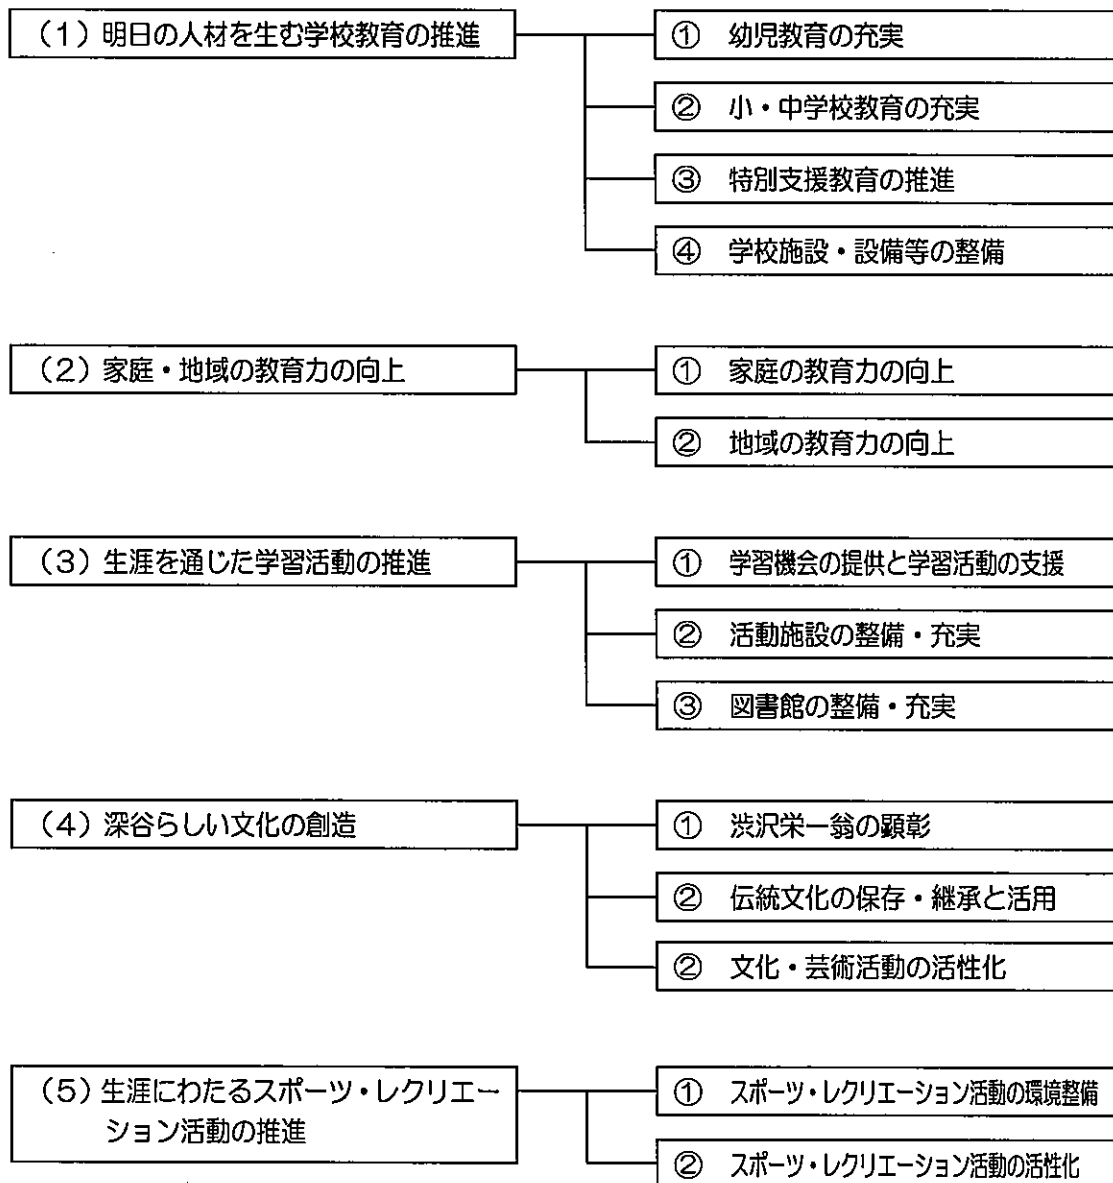 （1）明日の人材を生む学校教育の推進
① 幼児教育の充実
② 小・中学校教育の充実
③ 特別支援教育の推進
④ 学校施設・設備等の整備
（2）家庭・地域の教育力の向上
① 家庭の教育力の向上
② 地域の教育力の向上
（3）生涯を通じた学習活動の推進
① 学習機会の提供と学習活動の支援
② 活動施設の整備・充実
③ 図書館の整備・充実
（4）深谷らしい文化の創造
① 渋沢栄一翁の顕彰
② 伝統文化の保存・継承と活用
② 文化・芸術活動の活性化
（5）生涯にわたるスポーツ・レクリエー
ション活動の推進
① スポーツ・レクリエーション活動の環境整備
② スポーツ・レクリエーション活動の活性化